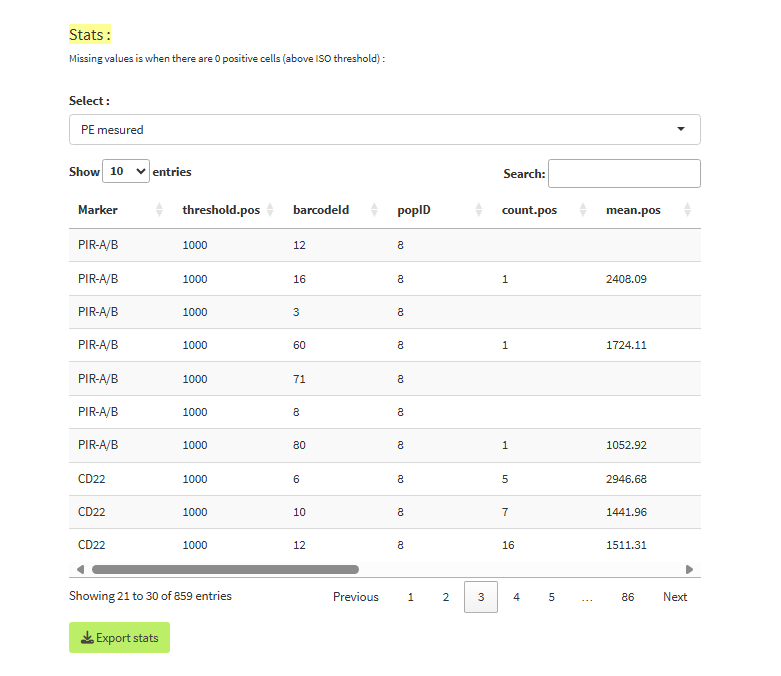 Stats :
Missing values is when there are 0 positive cells (above ISO threshold) :
Select :
PE mesured
Show 10 entries
Search:
Marker threshold.pos barcodeId popID count.pos mean.pos
PIR-A/B 1000 12 8
PIR-A/B 1000 16 8 1 2408.09
PIR-A/B 1000 3 8
PIR-A/B 1000 60 8 1 1724.11
PIR-A/B 1000 71 8
PIR-A/B 1000 8 8
PIR-A/B 1000 80 8 1 1052.92
CD22 1000 6 8 5 2946.68
CD22 1000 10 8 7 1441.96
CD22 1000 12 8 16 1511.31
Showing 21 to 30 of 859 entries
Previous 1 2 3 4 5 … 86 Next
Export stats